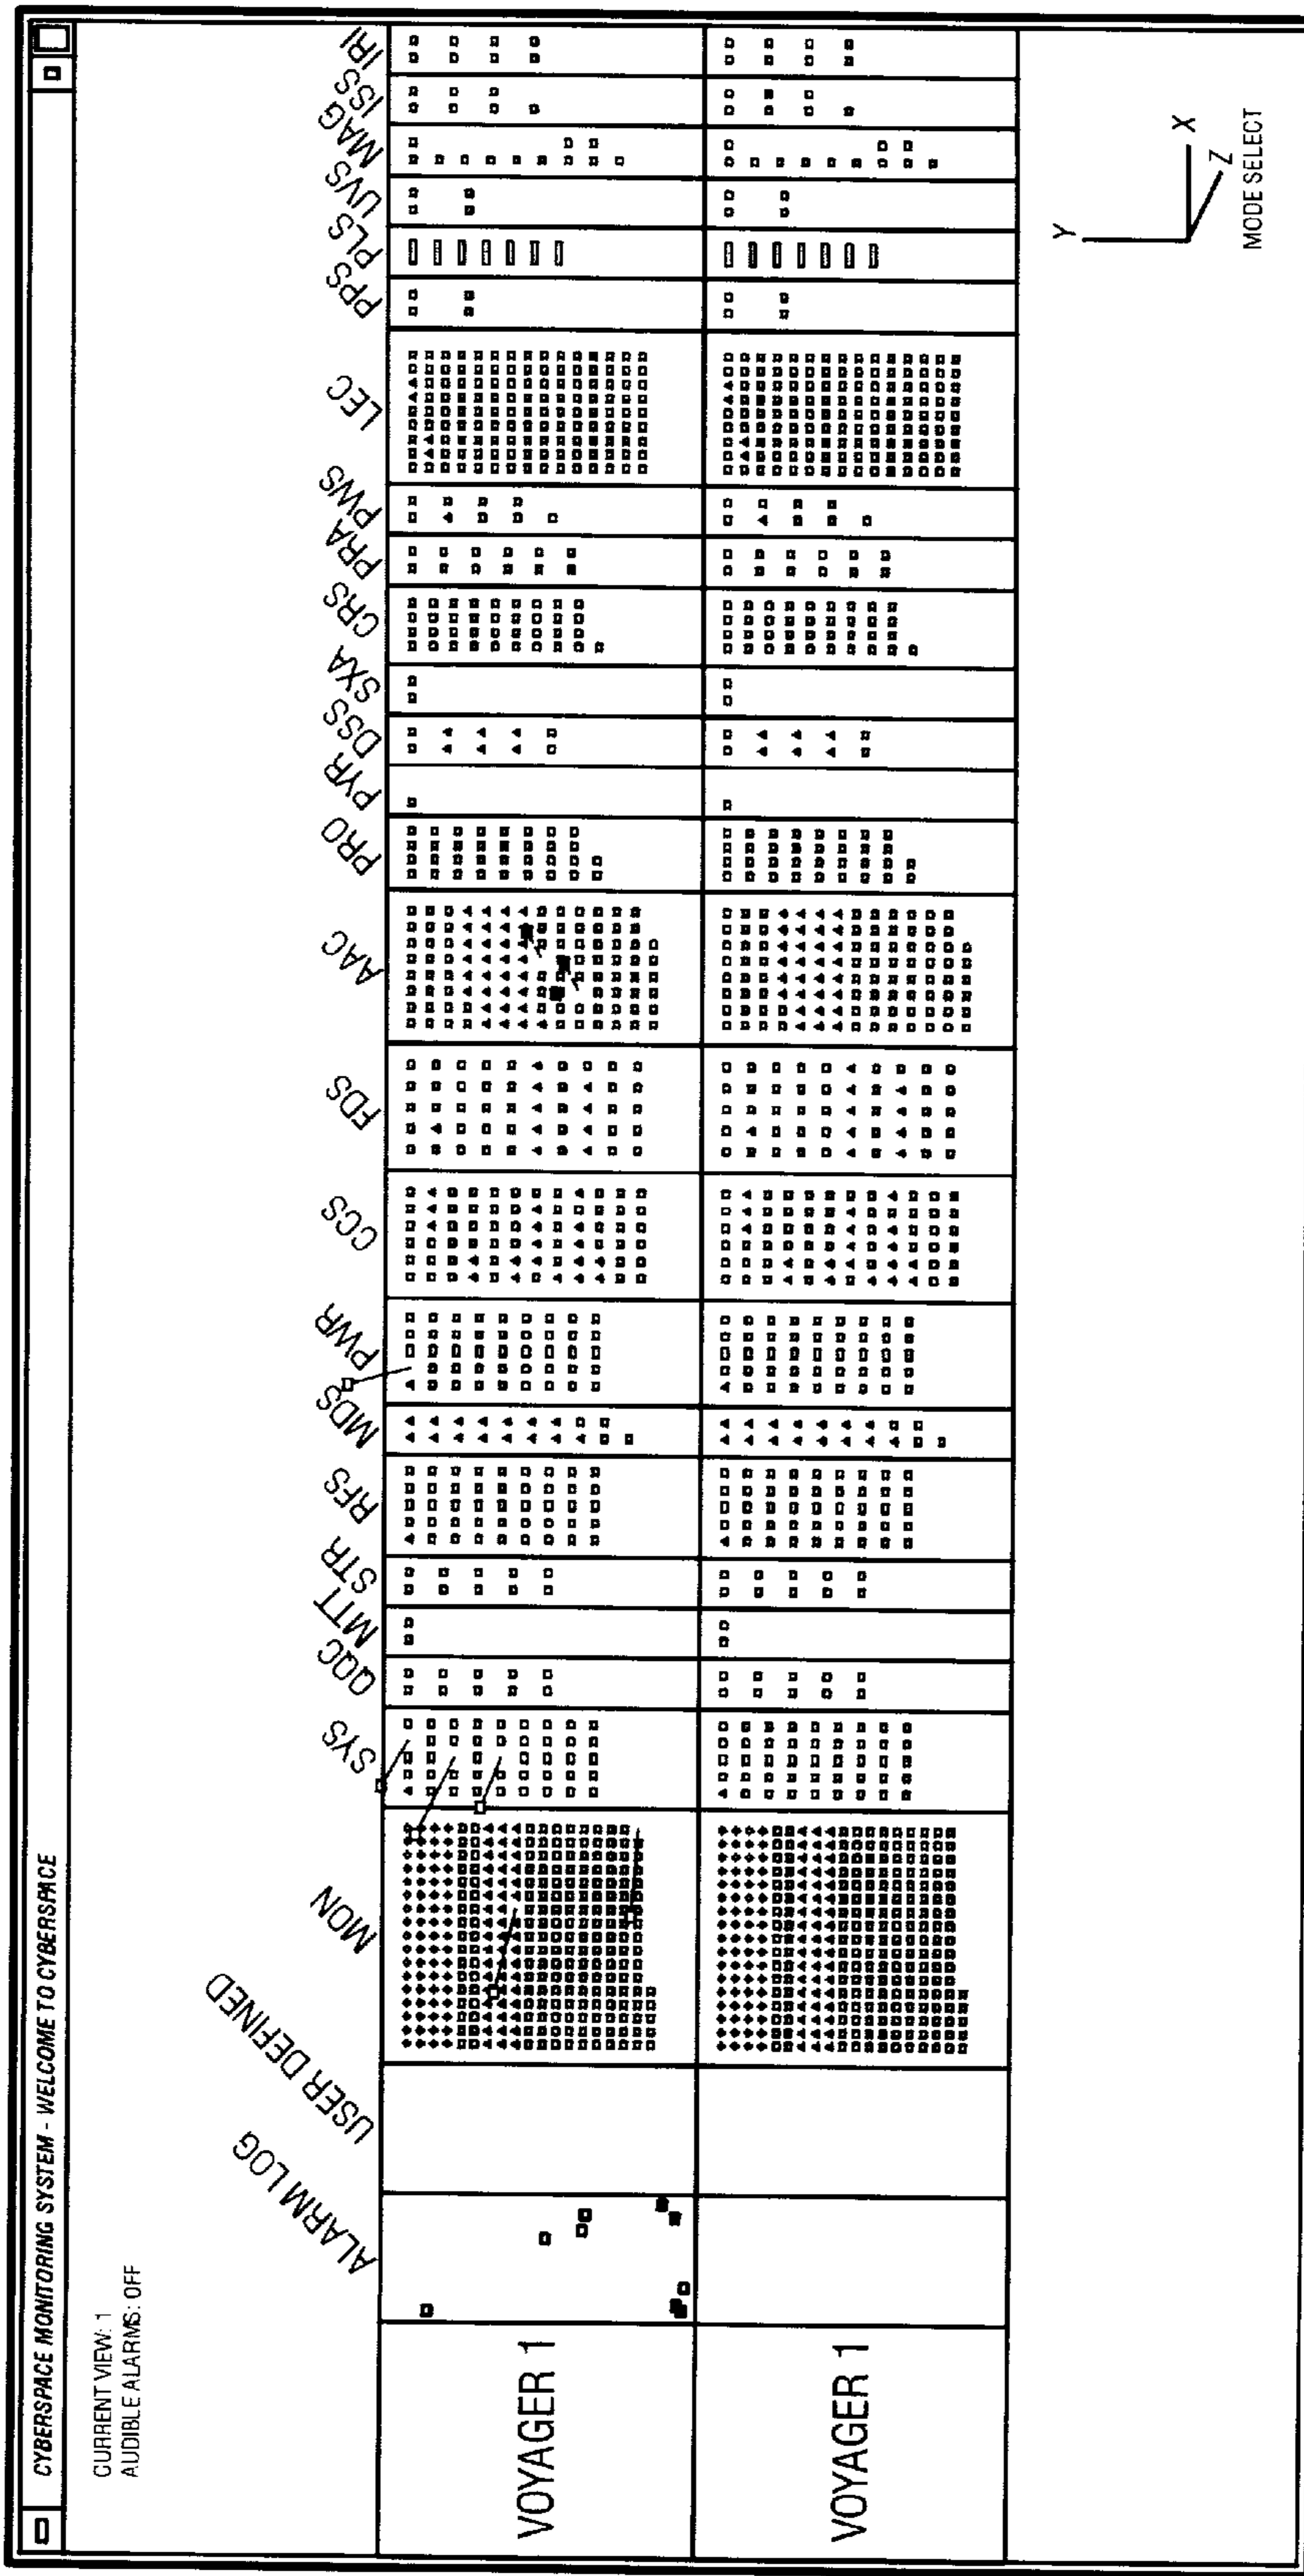 CYBERSPACE MONITORING SYSTEM - WELCOME TO CYBERSPACE
CURRENT VIEW: 1
AUDIBLE ALARMS: OFF
ALARM LOG
USER DEFINED
MON
SYS
QQC
MTT
STR
RFS
MDS
PWR
CCS
FDS
AAC
PRO
PYR
DSS
SXA
CRS
PRA
PWS
LEC
PPS
PLS
UVS
MAG
ISS
IRI
VOYAGER 1
VOYAGER 1
Y
X
Z
MODE SELECT